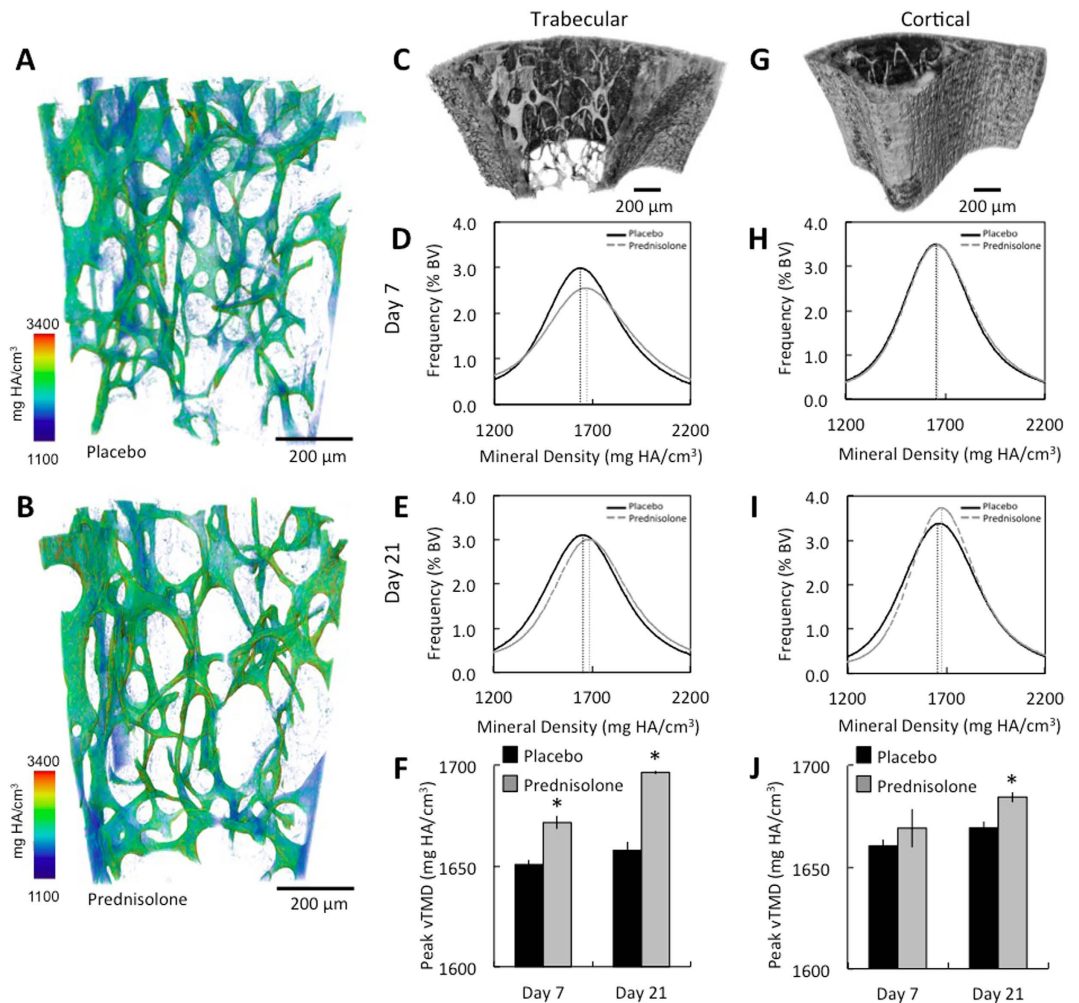 Trabecular
Cortical
A
C
G
200 µm
200 µm
3400
mg HA/cm³
1100
Placebo
200 µm
D
4.0
3.0
2.0
1.0
0.0
Frequency (% BV)
Day 7
Placebo
Prednisolone
1200
1700
2200
Mineral Density (mg HA/cm³)
H
4.0
3.0
2.0
1.0
0.0
Frequency (% BV)
Placebo
Prednisolone
1200
1700
2200
Mineral Density (mg HA/cm³)
B
3400
mg HA/cm³
1100
Prednisolone
200 µm
E
4.0
3.0
2.0
1.0
0.0
Frequency (% BV)
Day 21
Placebo
Prednisolone
1200
1700
2200
Mineral Density (mg HA/cm³)
I
4.0
3.0
2.0
1.0
0.0
Frequency (% BV)
Placebo
Prednisolone
1200
1700
2200
Mineral Density (mg HA/cm³)
F
1700
1650
1600
Peak vTMD (mg HA/cm³)
Placebo
Prednisolone
*
*
Day 7
Day 21
J
1700
1650
1600
Peak vTMD (mg HA/cm³)
Placebo
Prednisolone
*
Day 7
Day 21